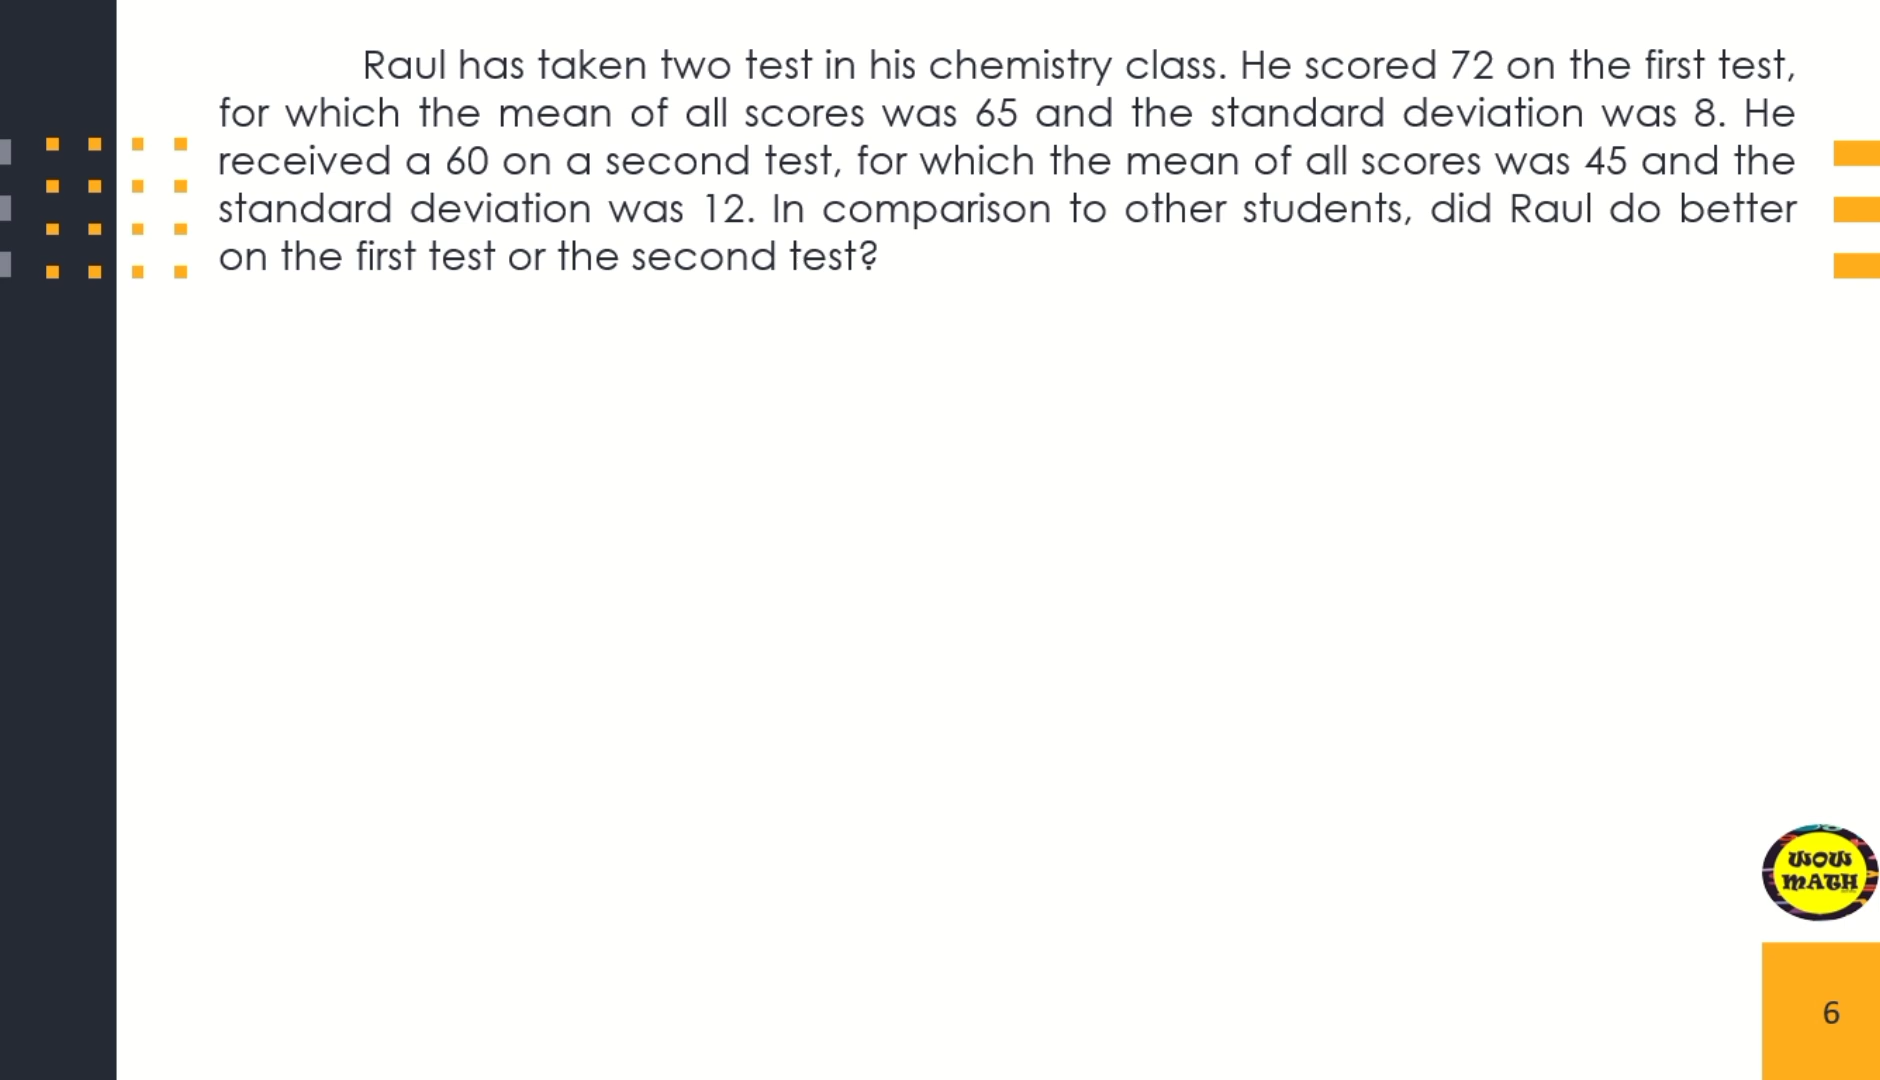 Raul has taken two test in his chemistry class. He scored 72 on the first test,
for which the mean of all scores was 65 and the standard deviation was 8. He
received a 60 on a second test, for which the mean of all scores was 45 and the
standard deviation was 12. In comparison to other students, did Raul do better
on the first test or the second test?
WOW
MATH
6